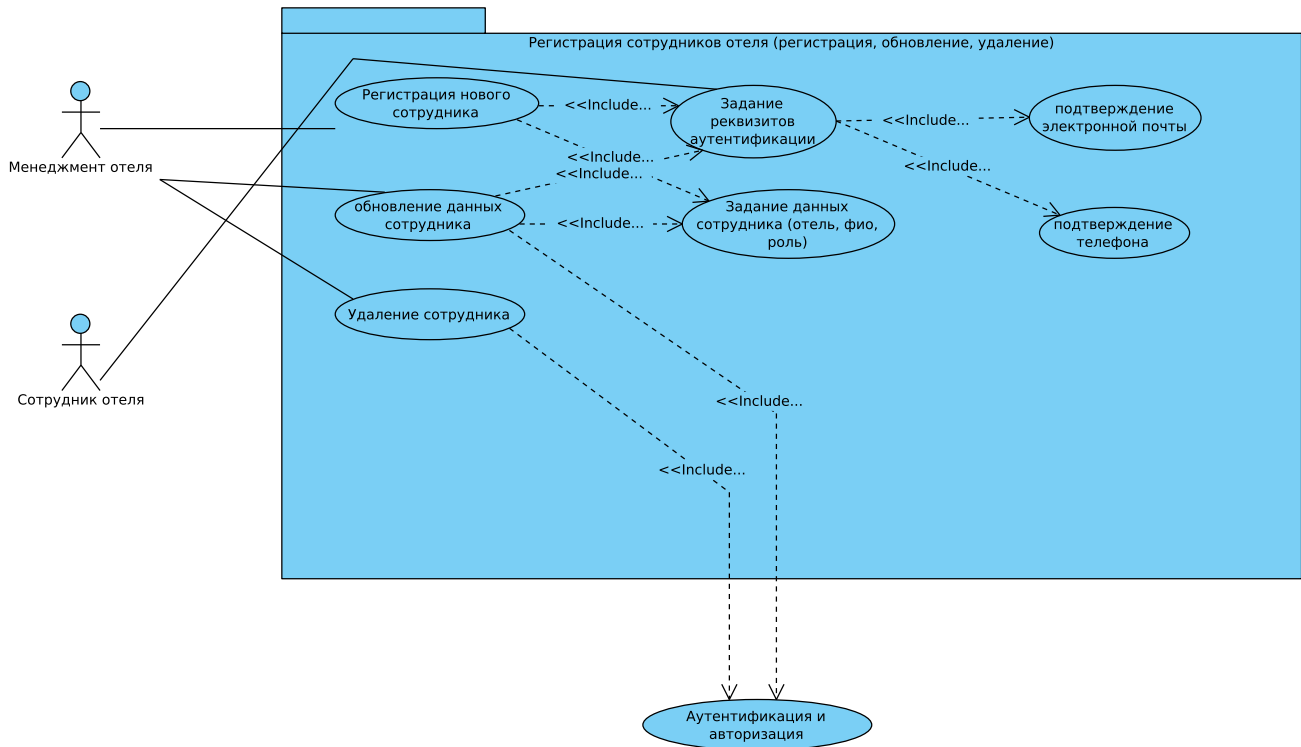 Регистрация сотрудников отеля (регистрация, обновление, удаление)
Менеджмент отеля
Сотрудник отеля
Регистрация нового
сотрудника
<<Include...
Задание
реквизитов
аутентификации
<<Include...
подтверждение
электронной почты
<<Include...
<<Include...
<<Include...
обновление данных
сотрудника
<<Include...
Задание данных
сотрудника (отель, фио,
роль)
подтверждение
телефона
Удаление сотрудника
<<Include...
<<Include...
Аутентификация и
авторизация